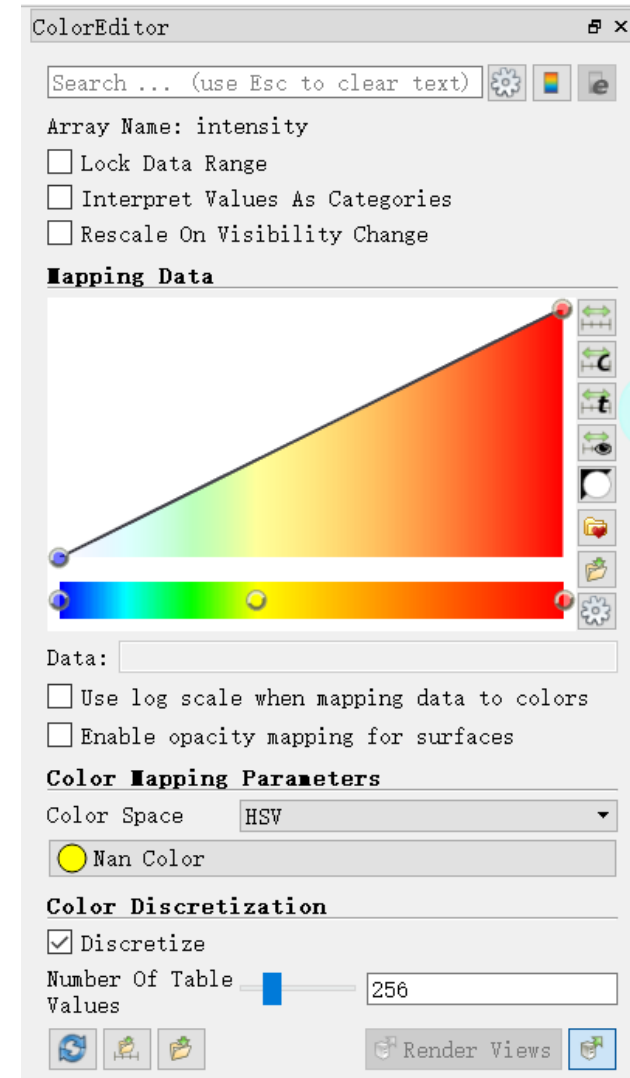 ColorEditor
Search ... (use Esc to clear text)
Array Name: intensity
Lock Data Range
Interpret Values As Categories
Rescale On Visibility Change
Mapping Data
Data:
Use log scale when mapping data to colors
Enable opacity mapping for surfaces
Color Mapping Parameters
Color Space HSV
Nan Color
Color Discretization
Discretize
Number Of Table
Values
256
Render Views